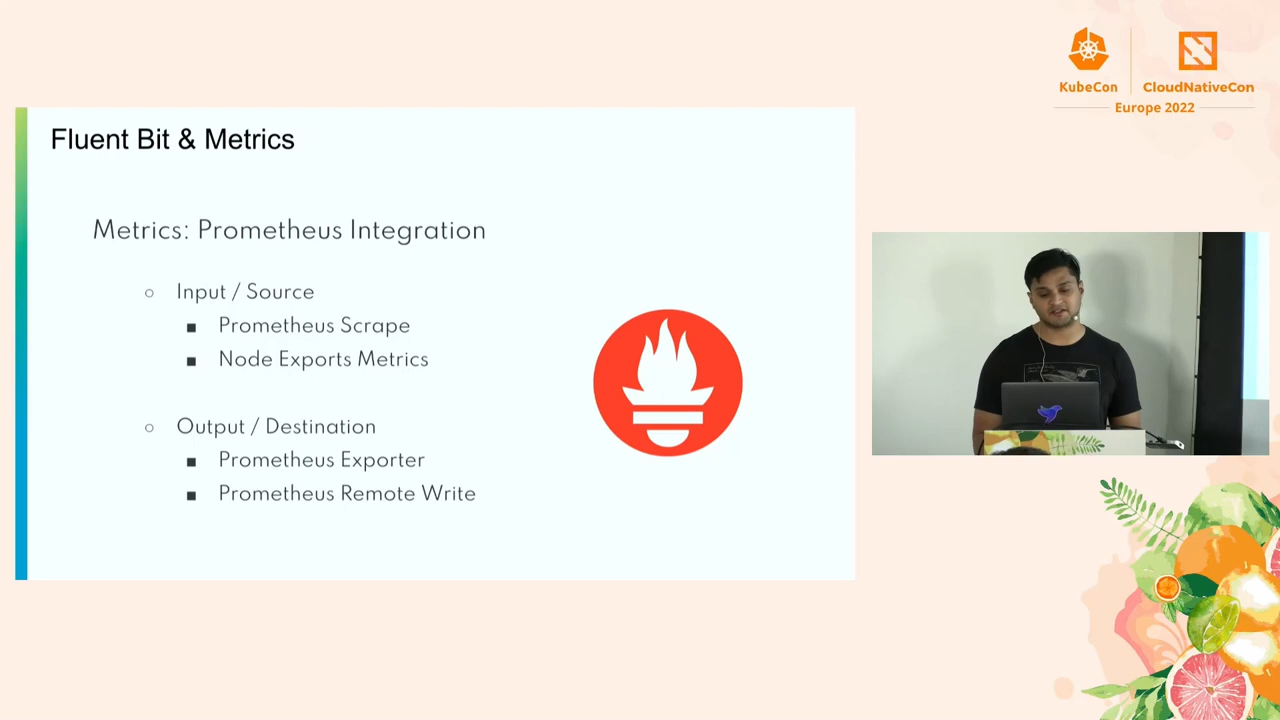 KubeCon
CloudNativeCon
Europe 2022
Fluent Bit & Metrics
Metrics: Prometheus Integration
Input / Source
Prometheus Scrape
Node Exports Metrics
Output / Destination
Prometheus Exporter
Prometheus Remote Write